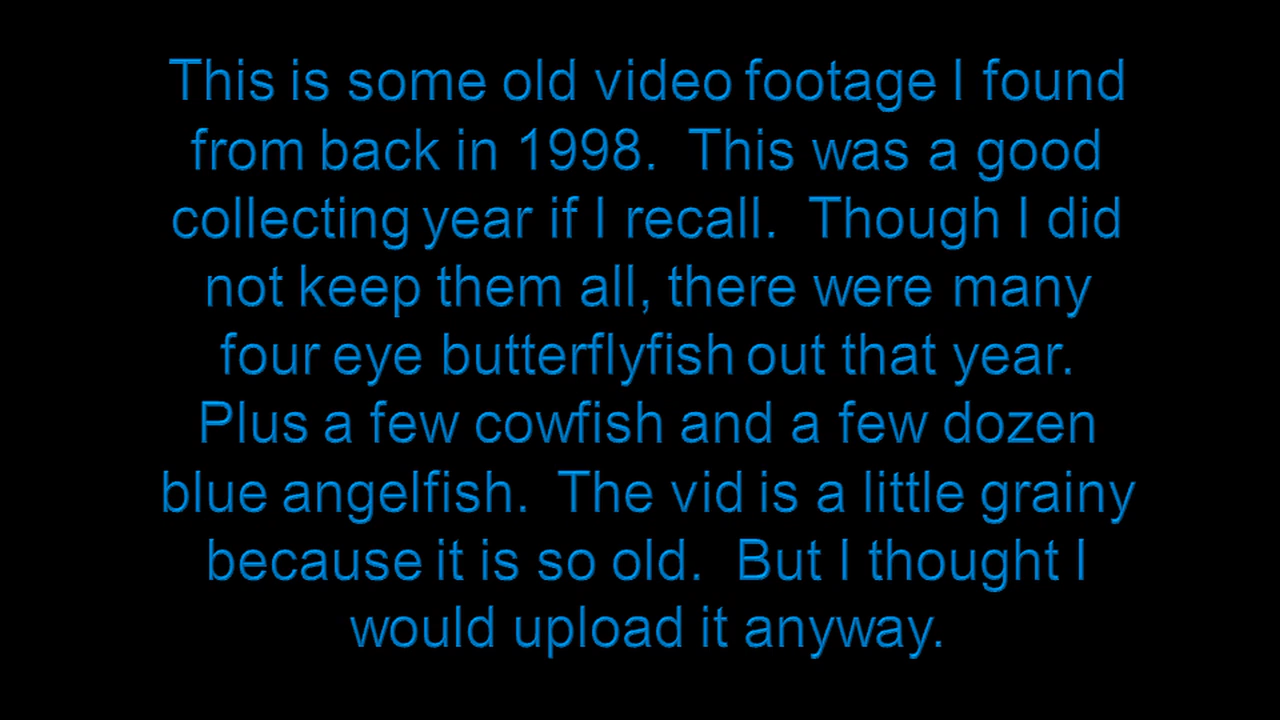 This is some old video footage I found
from back in 1998.  This was a good
collecting year if I recall.  Though I did
not keep them all, there were many
four eye butterflyfish out that year.
Plus a few cowfish and a few dozen
blue angelfish.  The vid is a little grainy
because it is so old.  But I thought I
would upload it anyway.